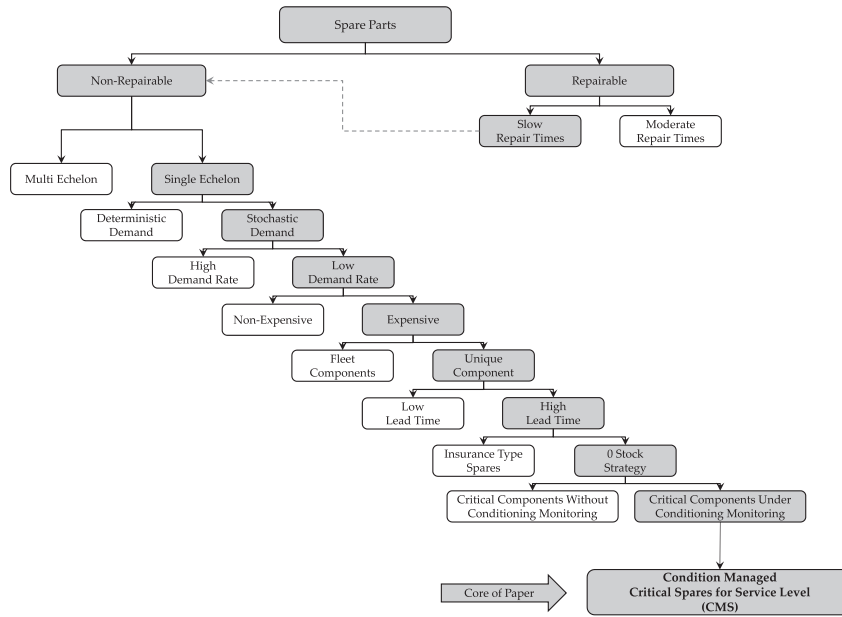 Spare Parts
Non-Repairable
Repairable
Slow
Repair Times
Moderate
Repair Times
Multi Echelon
Single Echelon
Deterministic
Demand
Stochastic
Demand
High
Demand Rate
Low
Demand Rate
Non-Expensive
Expensive
Fleet
Components
Unique
Component
Low
Lead Time
High
Lead Time
Insurance Type
Spares
0 Stock
Strategy
Critical Components Without
Conditioning Monitoring
Critical Components Under
Conditioning Monitoring
Core of Paper
Condition Managed
Critical Spares for Service Level
(CMS)